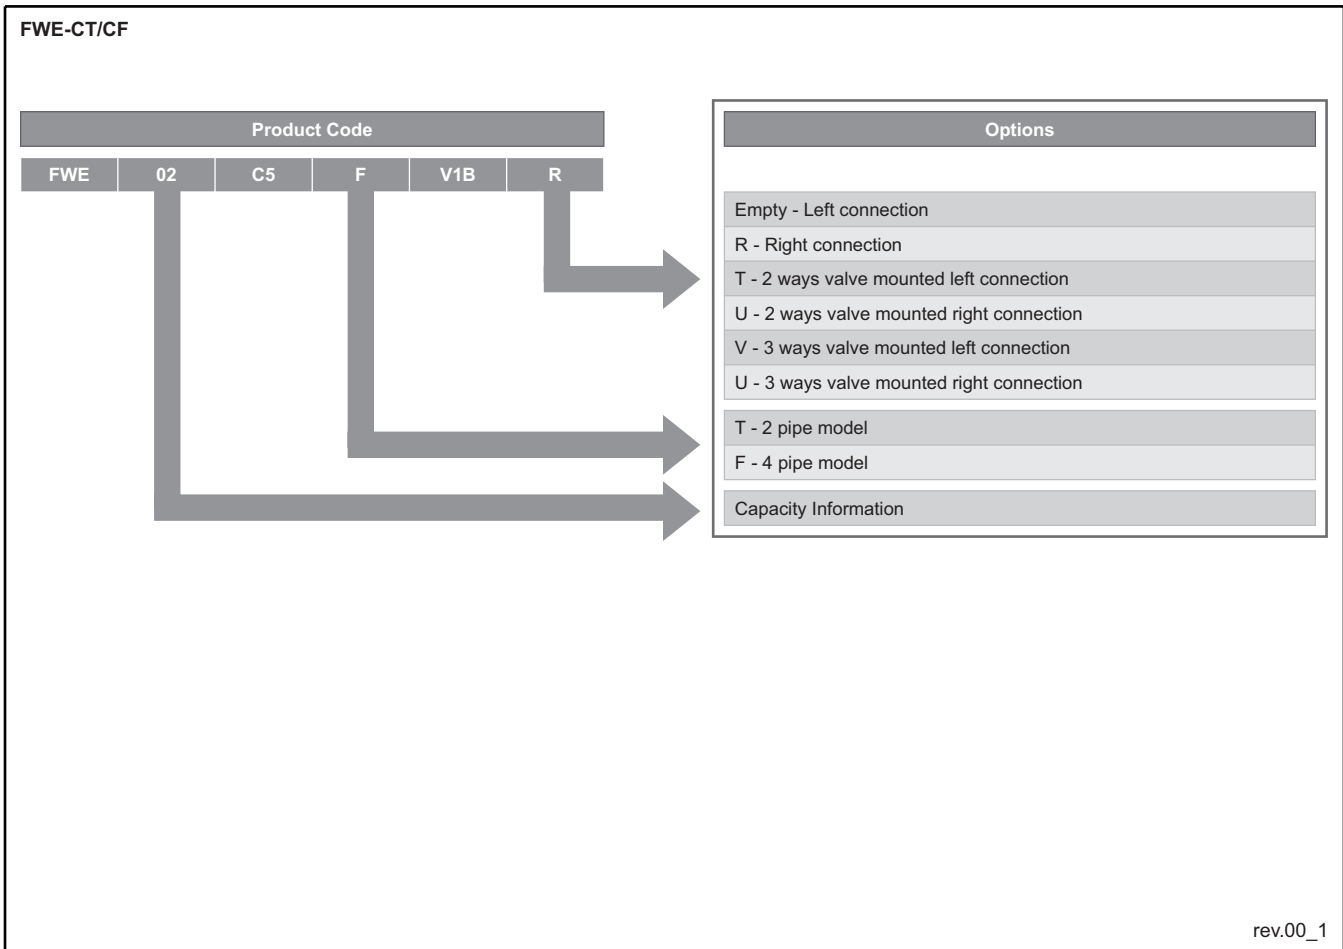 FWE-CT/CF
Product Code
FWE 02 C5 F V1B R
Options
Empty - Left connection
R - Right connection
T - 2 ways valve mounted left connection
U - 2 ways valve mounted right connection
V - 3 ways valve mounted left connection
U - 3 ways valve mounted right connection
T - 2 pipe model
F - 4 pipe model
Capacity Information
rev.00_1